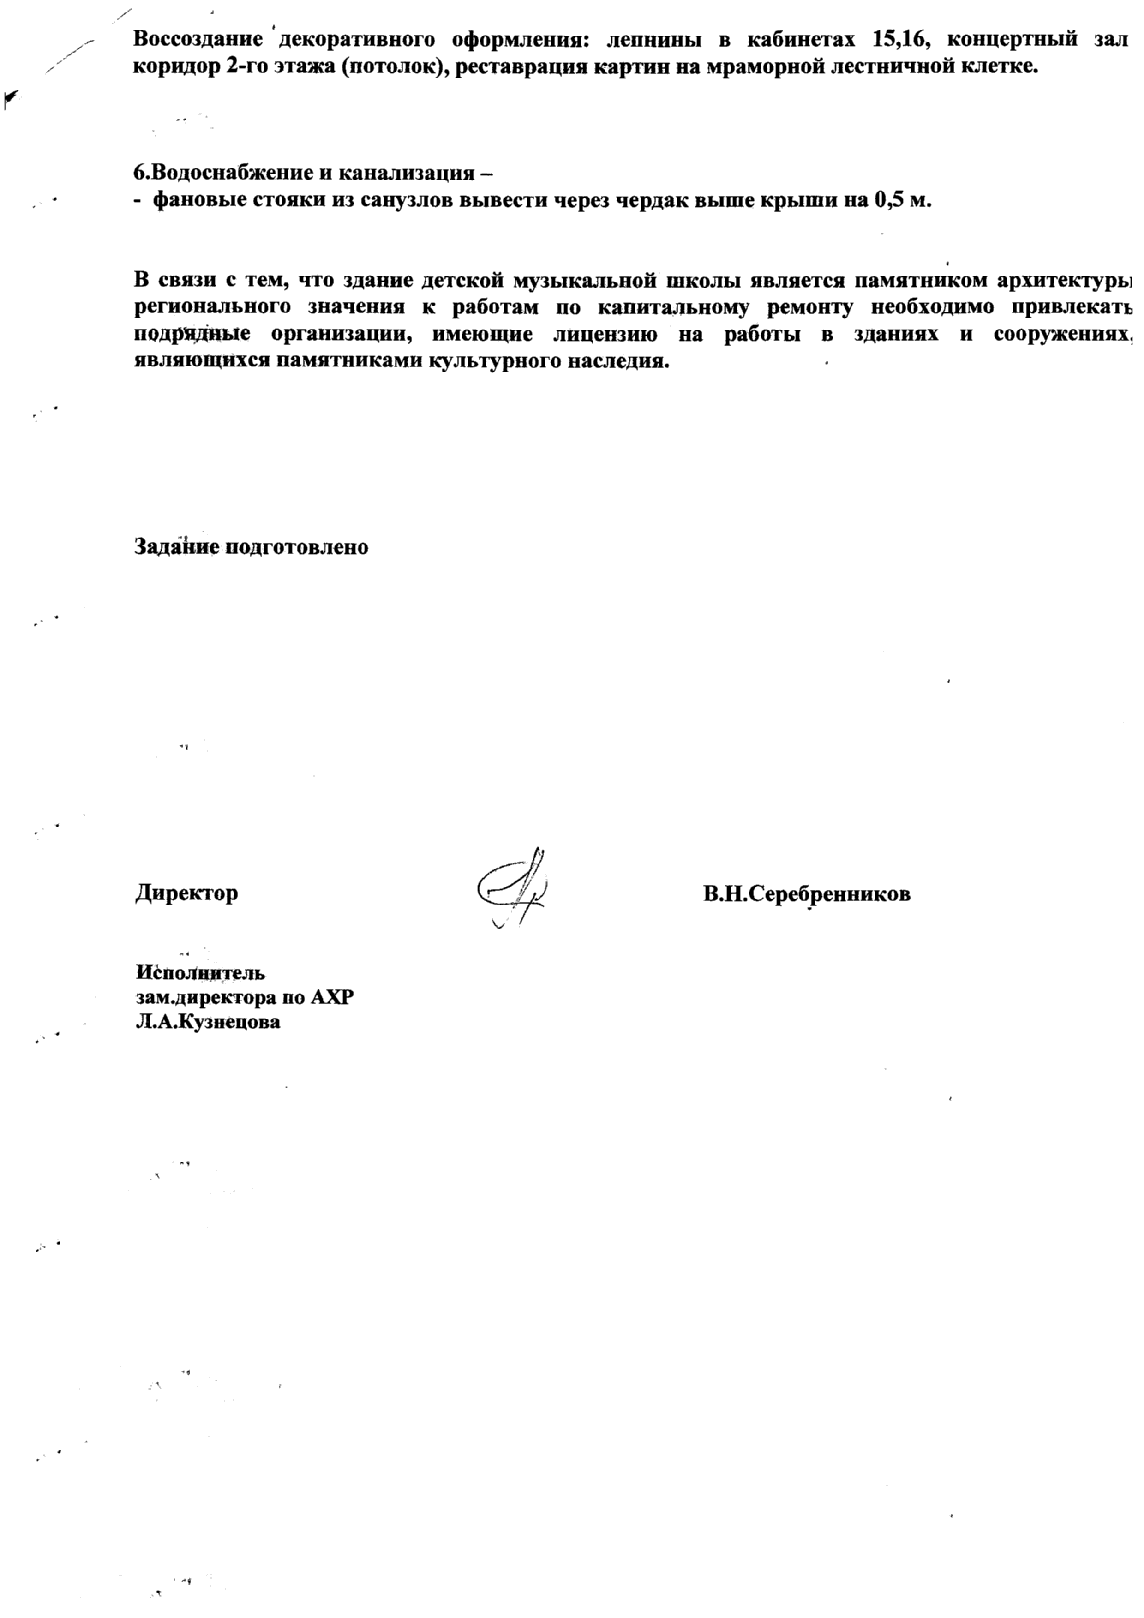 Воссоздание декоративного оформления: лепнины в кабинетах 15,16, концертный зал
коридор 2-го этажа (потолок), реставрация картин на мраморной лестничной клетке.
6.Водоснабжение и канализация –
- фановые стояки из санузлов вывести через чердак выше крыши на 0,5 м.
В связи с тем, что здание детской музыкальной школы является памятником архитектуры
регионального значения к работам по капитальному ремонту необходимо привлекать
подрядные организации, имеющие лицензию на работы в зданиях и сооружениях,
являющихся памятниками культурного наследия.
Задание подготовлено
Директор В.Н.Серебренников
Исполнитель
зам.директора по АХР
Л.А.Кузнецова